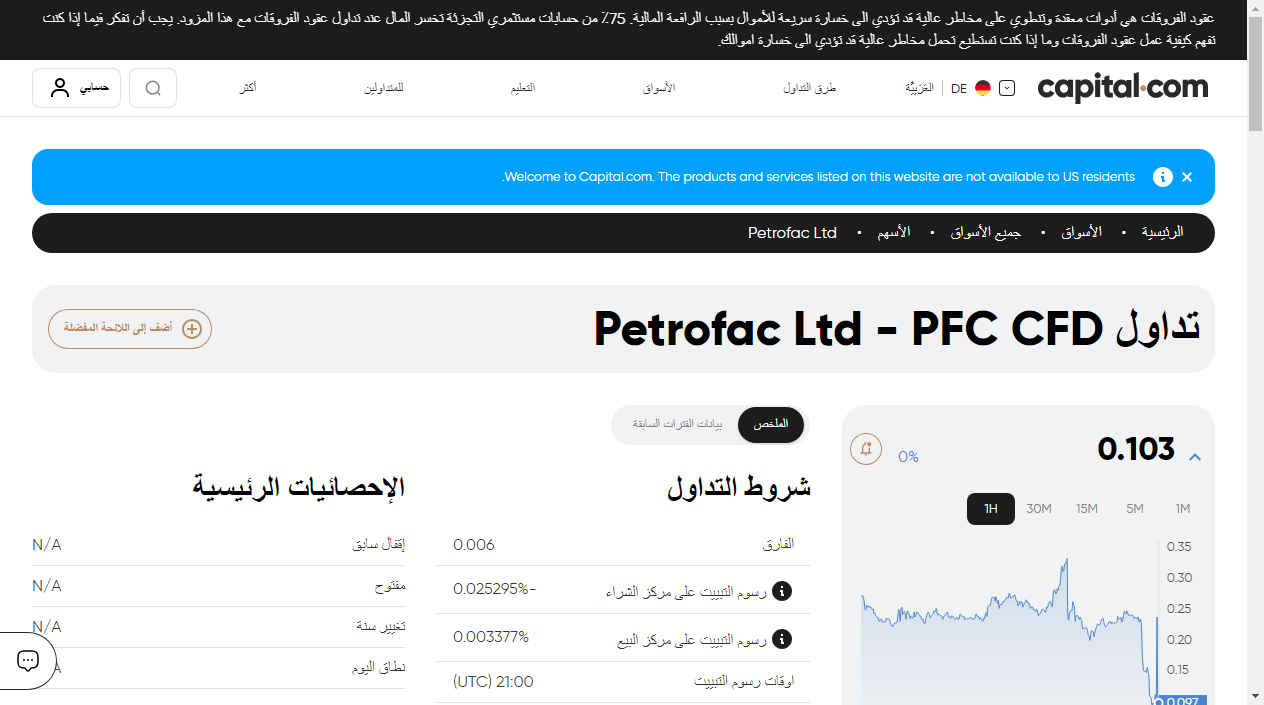 عقود الفروقات هي أدوات معقدة وتنطوي على مخاطر عالية قد تؤدي الى خسارة سريعة للأموال بسبب الرافعة المالية. 75٪ من حسابات مستثمري التجزئة تخسر المال عند تداول عقود الفروقات مع هذا المزود. يجب أن تفكر فيما إذا كنت
تفهم كيفية عمل عقود الفروقات وما إذا كنت تستطيع تحمل مخاطر عالية قد تؤدي الى خسارة اموالك.
capital.com
DE
العَرَبِيَّة
طرق التداول
الأسواق
التعليم
للمتداولين
أكثر
حسابي
Welcome to Capital.com. The products and services listed on this website are not available to US residents.
الرئيسية • الأسواق • جميع الأسواق • الأسهم • Petrofac Ltd
تداول Petrofac Ltd - PFC CFD
أضف إلى اللائحة المفضلة
0.103
0%
1M
5M
15M
30M
1H
0.35
0.30
0.25
0.20
0.15
0.097
الملخص
بيانات الفترات السابقة
شروط التداول
الفارق 0.006
رسوم التبييت على مركز الشراء -0.025295%
رسوم التبييت على مركز البيع 0.003377%
اوقات رسوم التبييت 21:00 (UTC)
الإحصائيات الرئيسية
إقفال سابق N/A
مفتوح N/A
تغيير سنة N/A
نطاق اليوم